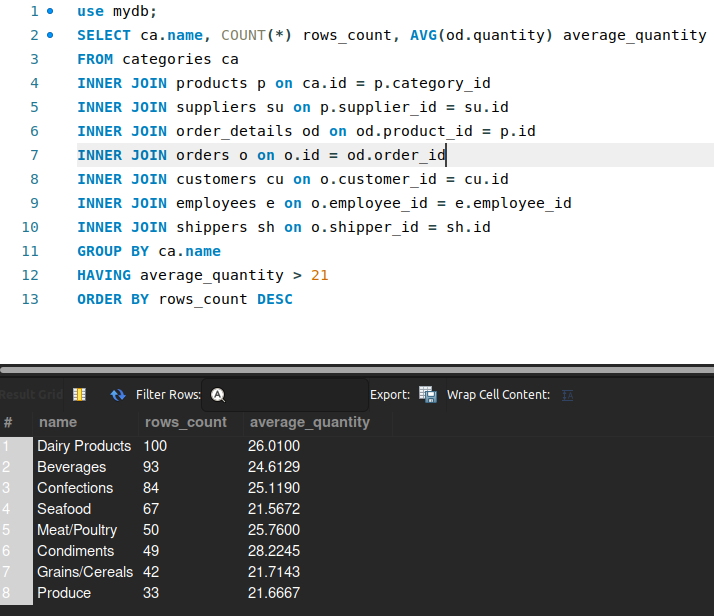 1 use mydb;
2 SELECT ca.name, COUNT(*) rows_count, AVG(od.quantity) average_quantity
3 FROM categories ca
4 INNER JOIN products p on ca.id = p.category_id
5 INNER JOIN suppliers su on p.supplier_id = su.id
6 INNER JOIN order_details od on od.product_id = p.id
7 INNER JOIN orders o on o.id = od.order_id
8 INNER JOIN customers cu on o.customer_id = cu.id
9 INNER JOIN employees e on o.employee_id = e.employee_id
10 INNER JOIN shippers sh on o.shipper_id = sh.id
11 GROUP BY ca.name
12 HAVING average_quantity > 21
13 ORDER BY rows_count DESC
Result Grid Filter Rows: A Export: Wrap Cell Content: IA
# name rows_count average_quantity
1 Dairy Products 100 26.0100
2 Beverages 93 24.6129
3 Confections 84 25.1190
4 Seafood 67 21.5672
5 Meat/Poultry 50 25.7600
6 Condiments 49 28.2245
7 Grains/Cereals 42 21.7143
8 Produce 33 21.6667